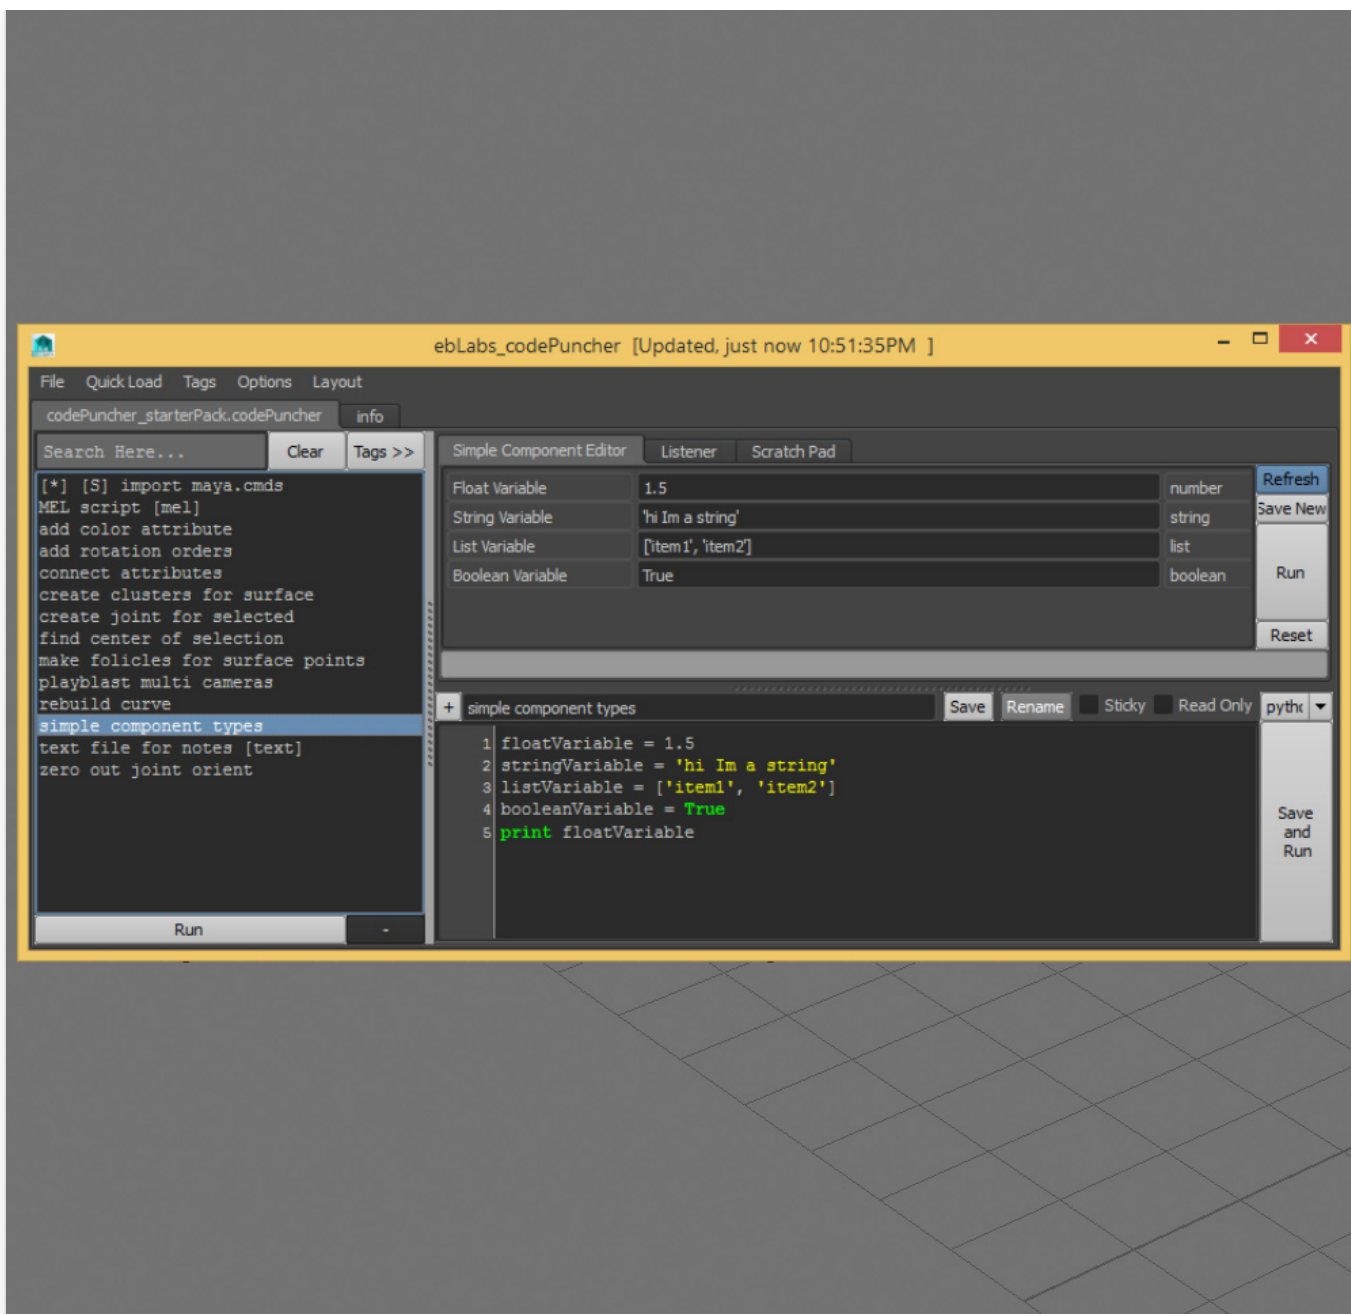 ebLabs_codePuncher [Updated, just now 10:51:35PM ]
File Quick Load Tags Options Layout
codePuncher_starterPack.codePuncher info
Search Here... Clear Tags >>
[*] [S] import maya.cmds
MEL script [mel]
add color attribute
add rotation orders
connect attributes
create clusters for surface
create joint for selected
find center of selection
make folicles for surface points
playblast multi cameras
rebuild curve
simple component types
text file for notes [text]
zero out joint orient
Run -
Simple Component Editor Listener Scratch Pad
Float Variable 1.5 number
String Variable 'hi Im a string' string
List Variable ['item1', 'item2'] list
Boolean Variable True boolean
Refresh
Save New
Run
Reset
+ simple component types Save Rename Sticky Read Only pythc
1 floatVariable = 1.5
2 stringVariable = 'hi Im a string'
3 listVariable = ['item1', 'item2']
4 booleanVariable = True
5 print floatVariable
Save
and
Run